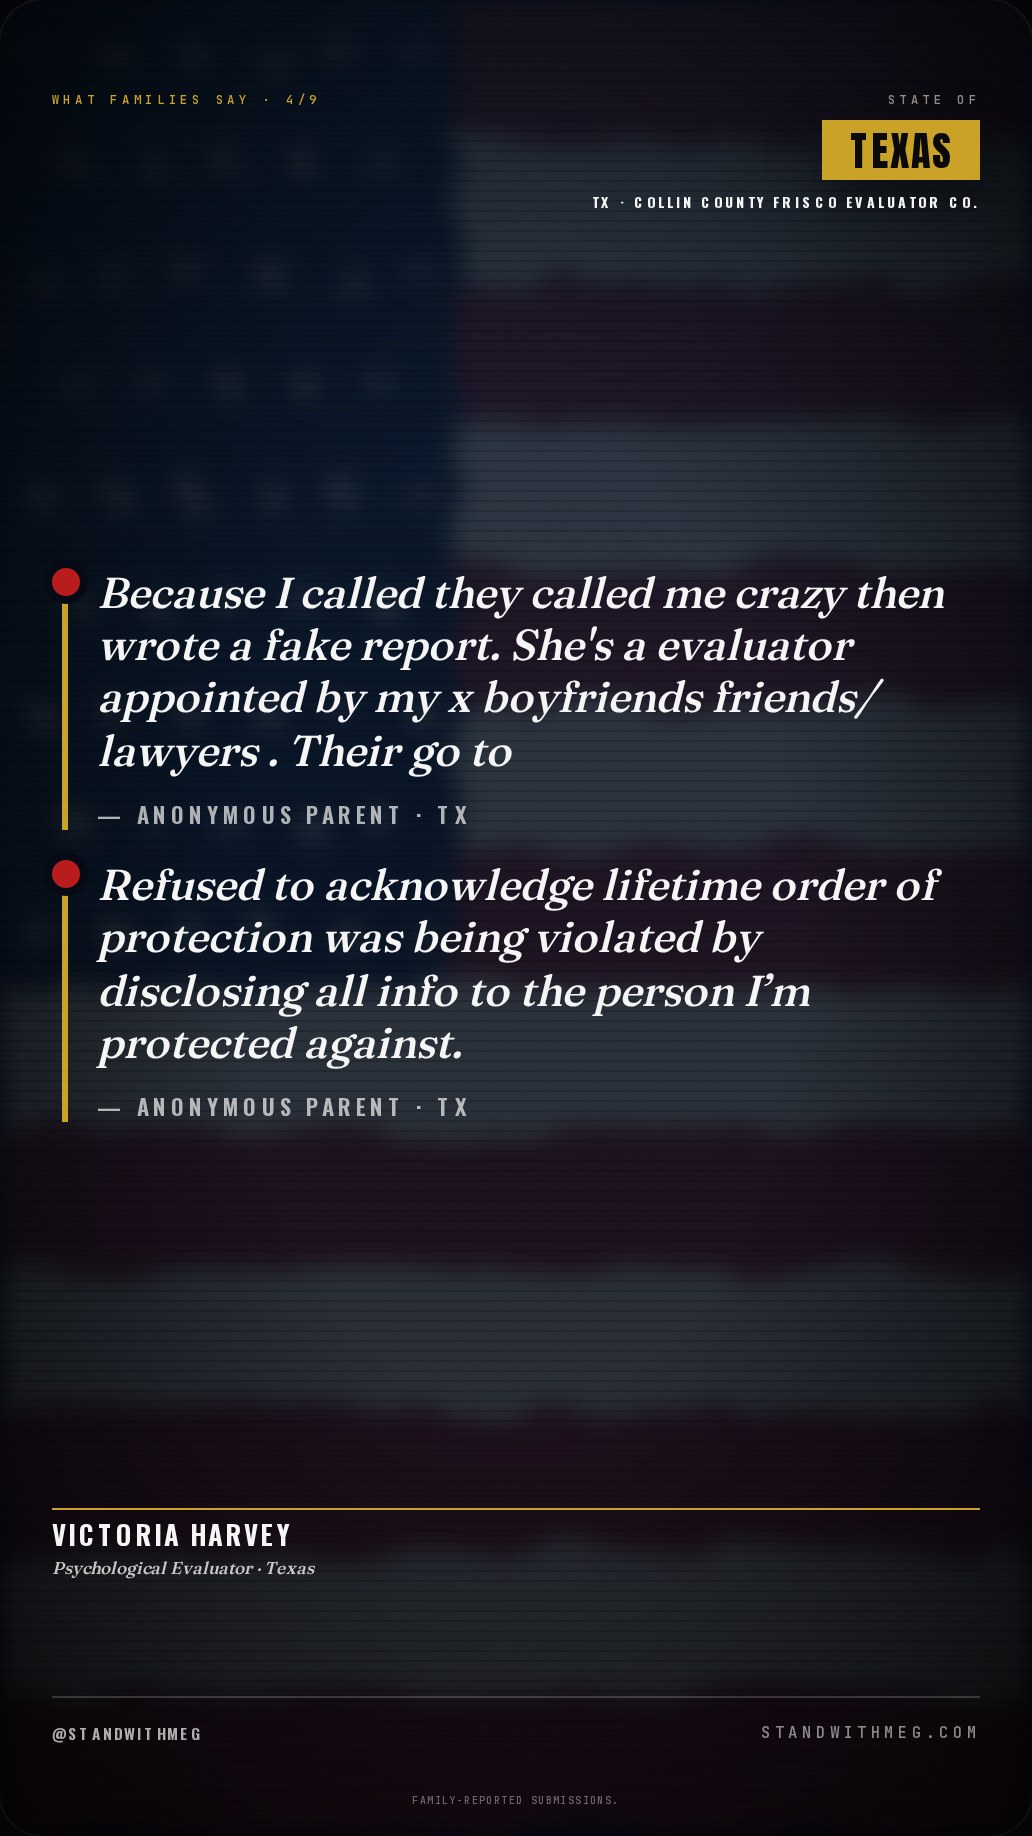 WHAT FAMILIES SAY · 4/9
STATE OF
TEXAS
TX · COLLIN COUNTY FRISCO EVALUATOR CO.
Because I called they called me crazy then
wrote a fake report. She's a evaluator
appointed by my x boyfriends friends/
lawyers . Their go to
— ANONYMOUS PARENT · TX
Refused to acknowledge lifetime order of
protection was being violated by
disclosing all info to the person I’m
protected against.
— ANONYMOUS PARENT · TX
VICTORIA HARVEY
Psychological Evaluator · Texas
@STANDWITHMEG
STANDWITHMEG.COM
FAMILY-REPORTED SUBMISSIONS.